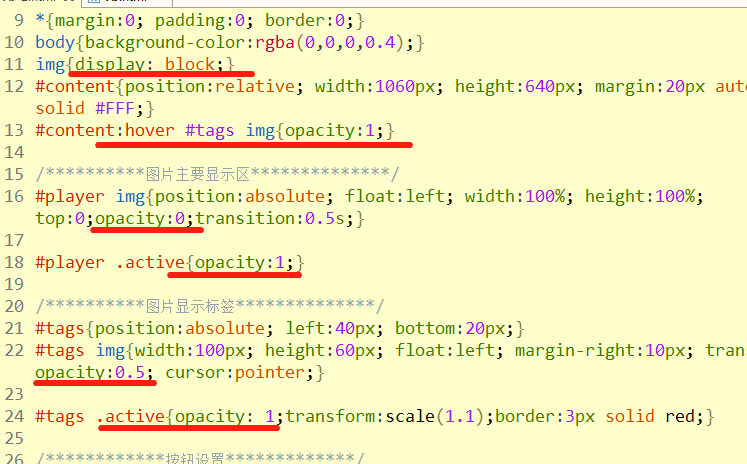 9 *{margin:0; padding:0; border:0;}
10 body{background-color:rgba(0,0,0,0.4);}
11 img{display: block;}
12 #content{position:relative; width:1060px; height:640px; margin:20px aut
solid #FFF;}
13 #content:hover #tags img{opacity:1;}
14
15 /**********图片主要显示区**************/
16 #player img{position:absolute; float:left; width:100%; height:100%;
top:0;opacity:0;transition:0.5s;}
17
18 #player .active{opacity:1;}
19
20 /**********图片显示标签**************/
21 #tags{position:absolute; left:40px; bottom:20px;}
22 #tags img{width:100px; height:60px; float:left; margin-right:10px; tran
opacity:0.5; cursor:pointer;}
23
24 #tags .active{opacity: 1;transform:scale(1.1);border:3px solid red;}
25
26 /************按钮设置*************/